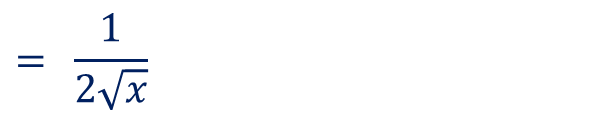 = 1/(2√x)